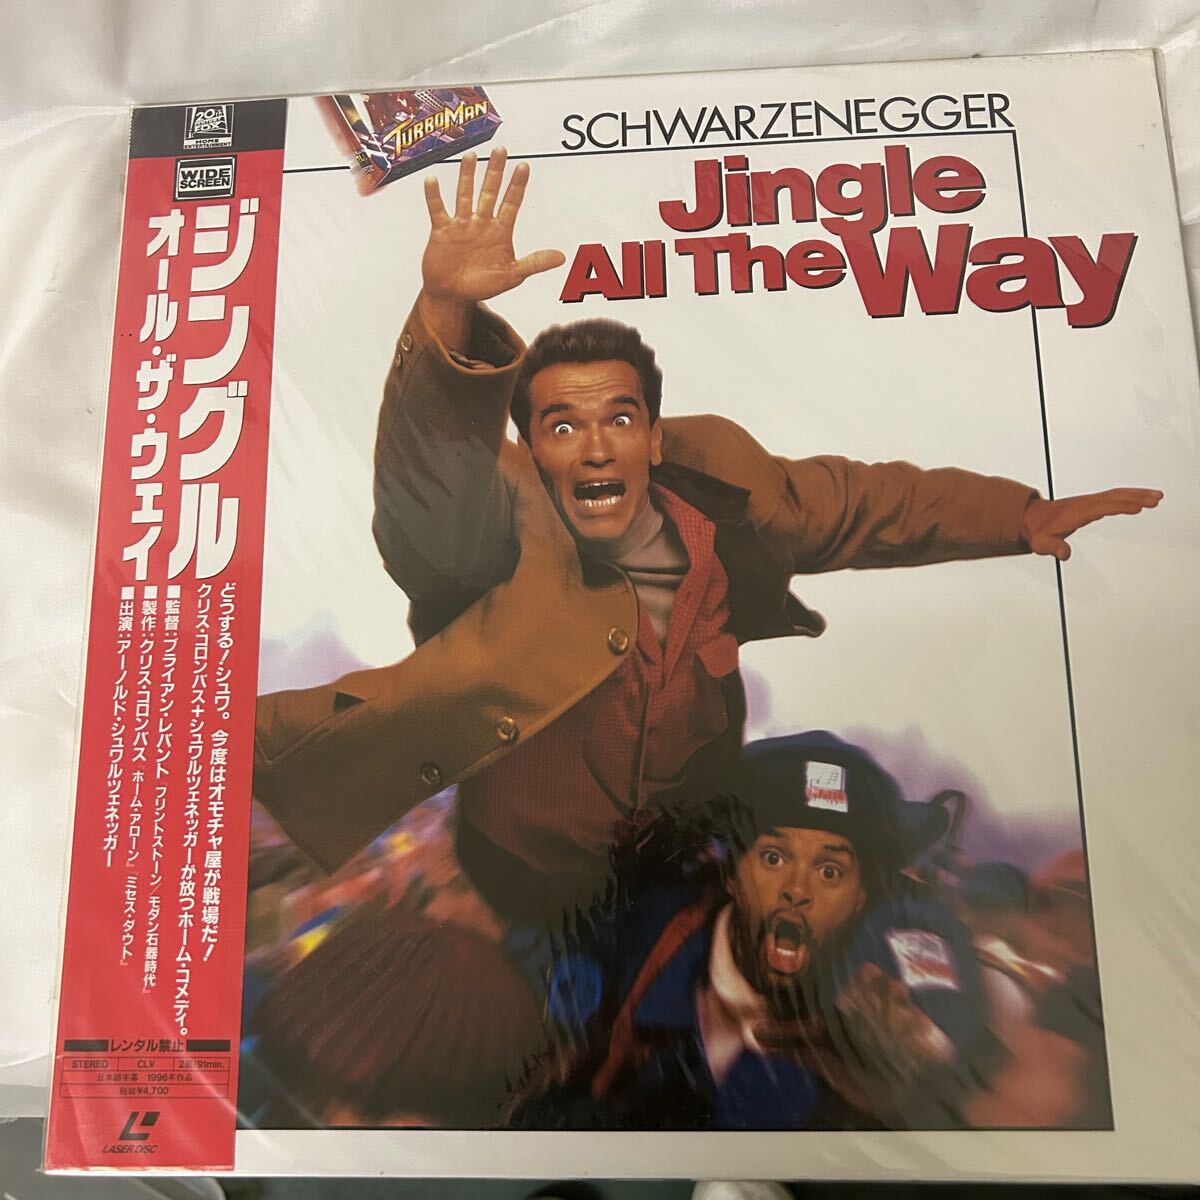 20th
CENTURY
FOX
HOME
ENTERTAINMENT
WIDE
SCREEN
ジングル
オール・ザ・ウェイ
どうする!シュワ。今度はオモチャ屋が戦場だ!
クリス・コロンバス+シュワルツェネッガーが放つホーム・コメディ。
■監督:ブライアン・レバント『フリントストーン/モダン石器時代』
■製作:クリス・コロンバス『ホーム・アローン』『ミセス・ダウト』
■出演:アーノルド・シュワルツェネッガー
レンタル禁止
STEREO CLV 2面/91min.
日本語字幕 1996年作品
税抜¥4,700
LASER DISC
TURBO MAN
SCHWARZENEGGER
Jingle
All The Way